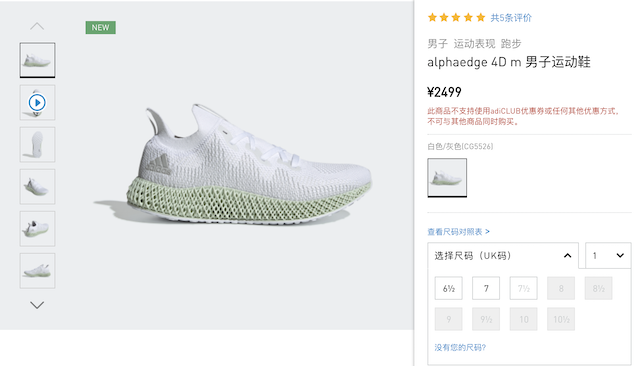 NEW
共5条评价
男子 运动表现 跑步
alphaedge 4D m 男子运动鞋
¥2499
此商品不支持使用adiCLUB优惠券或任何其他优惠方式,
不可与其他商品同时购买。
白色/灰色(CG5526)
查看尺码对照表 >
选择尺码（UK码） 1
6½ 7 7½ 8 8½
9 9½ 10 10½
没有您的尺码?